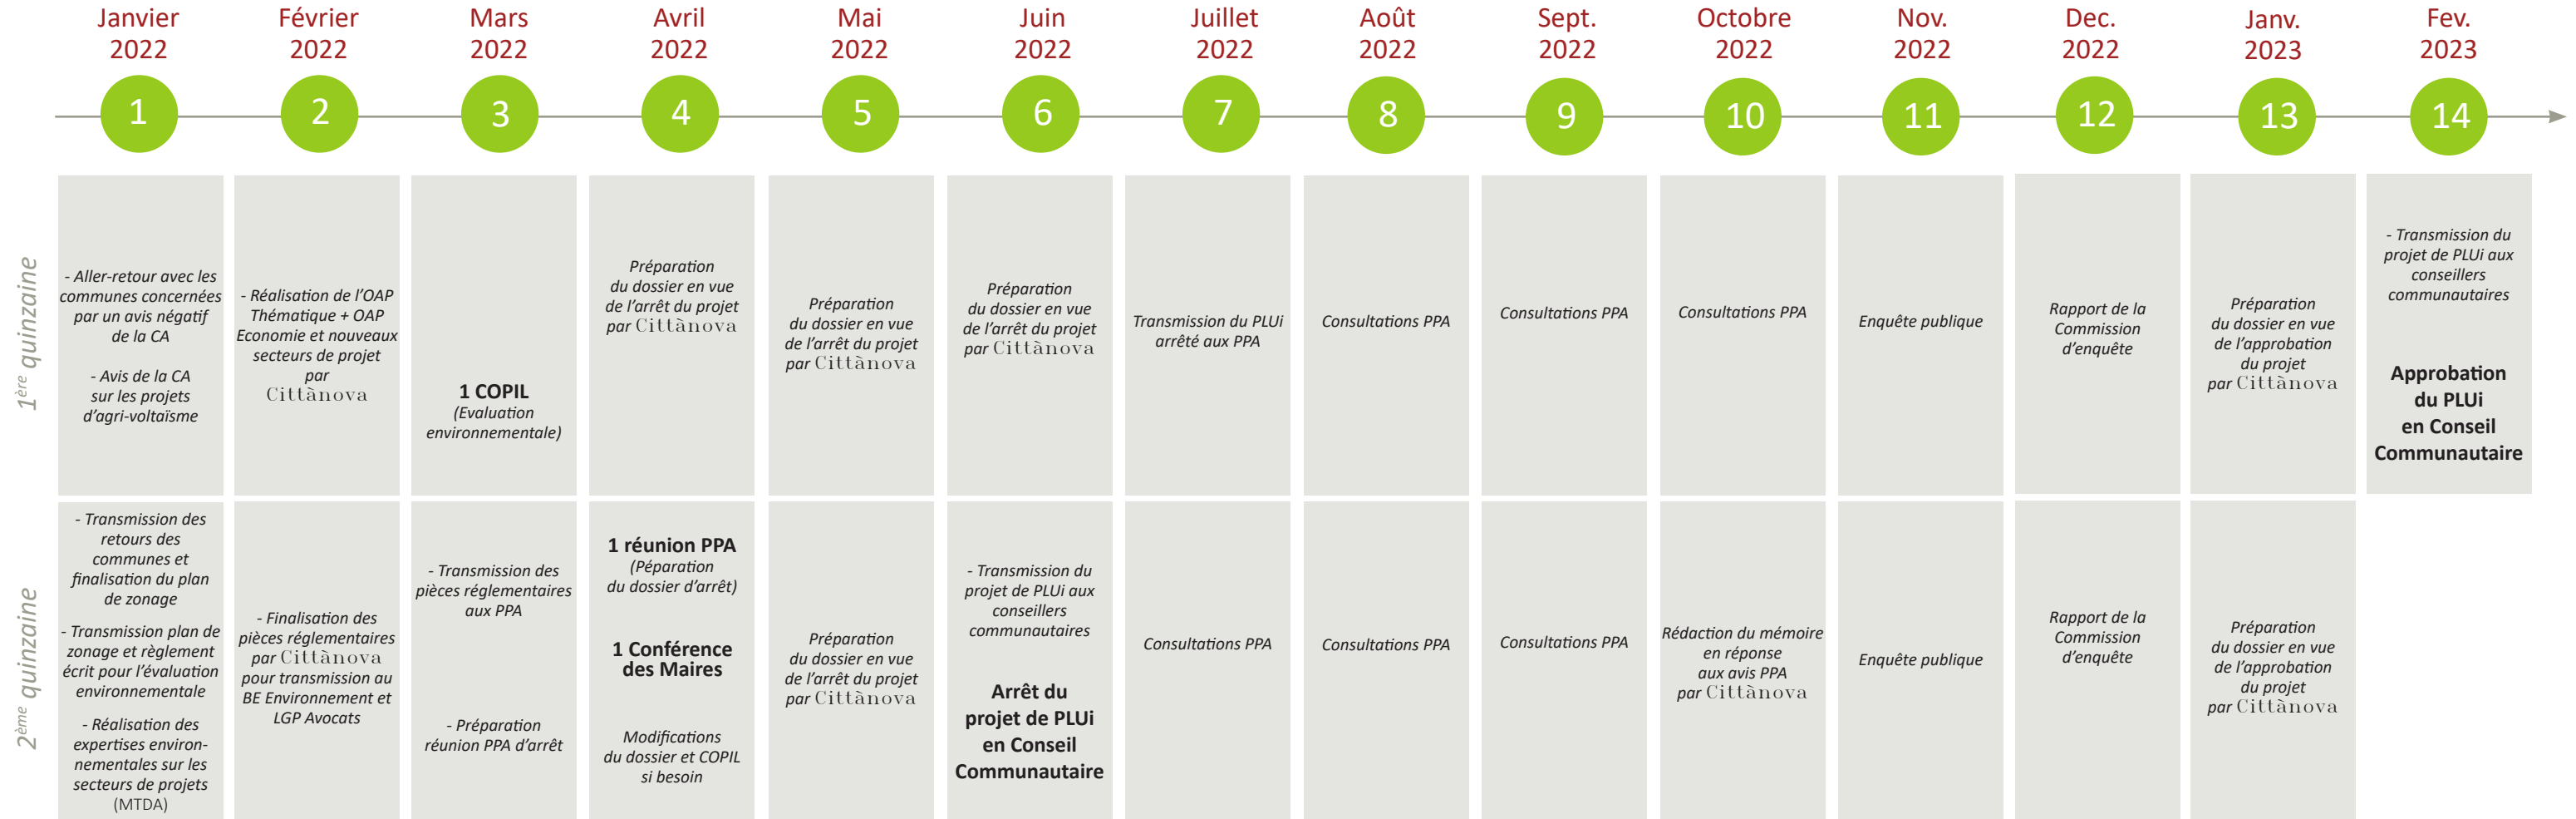 Janvier
2022
Février
2022
Mars
2022
Avril
2022
Mai
2022
Juin
2022
Juillet
2022
Août
2022
Sept.
2022
Octobre
2022
Nov.
2022
Dec.
2022
Janv.
2023
Fev.
2023
1
2
3
4
5
6
7
8
9
10
11
12
13
14
1ère quinzaine
- Aller-retour avec les
communes concernées
par un avis négatif
de la CA
- Avis de la CA
sur les projets
d'agri-voltaïsme
- Réalisation de l'OAP
Thématique + OAP
Economie et nouveaux
secteurs de projet
par
Cittànova
1 COPIL
(Evaluation
environnementale)
Préparation
du dossier en vue
de l'arrêt du projet
par Cittànova
Préparation
du dossier en vue
de l'arrêt du projet
par Cittànova
Préparation
du dossier en vue
de l'arrêt du projet
par Cittànova
Transmission du PLUi
arrêté aux PPA
Consultations PPA
Consultations PPA
Consultations PPA
Enquête publique
Rapport de la
Commission
d'enquête
Préparation
du dossier en vue
de l'approbation
du projet
par Cittànova
- Transmission du
projet de PLUi aux
conseillers
communautaires
Approbation
du PLUi
en Conseil
Communautaire
2ème quinzaine
- Transmission des
retours des
communes et
finalisation du plan
de zonage
- Transmission plan de
zonage et règlement
écrit pour l'évaluation
environnementale
- Réalisation des
expertises environ-
nementales sur les
secteurs de projets
(MTDA)
- Finalisation des
pièces réglementaires
par Cittànova
pour transmission au
BE Environnement et
LGP Avocats
- Transmission des
pièces réglementaires
aux PPA
- Préparation
réunion PPA d'arrêt
1 réunion PPA
(Péparation
du dossier d'arrêt)
1 Conférence
des Maires
Modifications
du dossier et COPIL
si besoin
Préparation
du dossier en vue
de l'arrêt du projet
par Cittànova
- Transmission du
projet de PLUi aux
conseillers
communautaires
Arrêt du
projet de PLUi
en Conseil
Communautaire
Consultations PPA
Consultations PPA
Consultations PPA
Rédaction du mémoire
en réponse
aux avis PPA
par Cittànova
Enquête publique
Rapport de la
Commission
d'enquête
Préparation
du dossier en vue
de l'approbation
du projet
par Cittànova